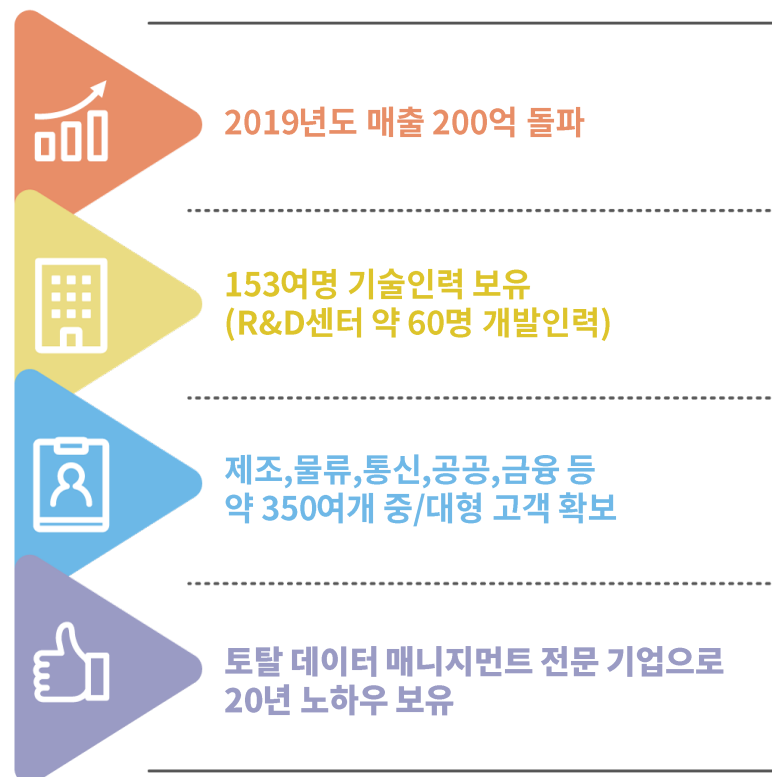 2019년도 매출 200억 돌파
153여명 기술인력 보유
(R&D센터 약 60명 개발인력)
제조,물류,통신,공공,금융 등
약 350여개 중/대형 고객 확보
토탈 데이터 매니지먼트 전문 기업으로
20년 노하우 보유